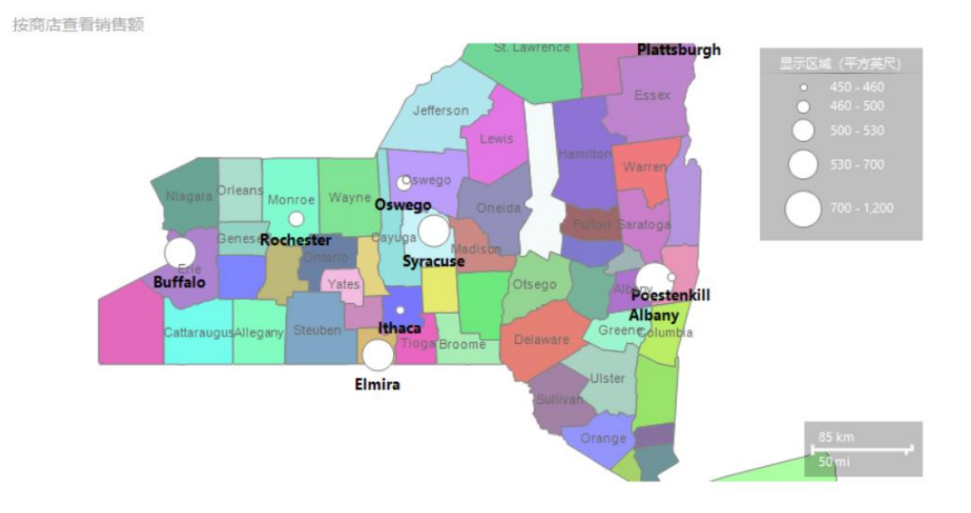 按商店查看销售额
St. Lawrence
Plattsburgh
显示区域（平方英尺）
450 - 460
460 - 500
500 - 530
530 - 700
700 - 1,200
Essex
Jefferson
Lewis
Hamilton
Warren
Oswego
Oswego
Niagara
Orleans
Monroe
Wayne
Oneida
Fulton
Saratoga
Genese
Rochester
Cayuga
Syracuse
Madison
Ontario
Erie
Buffalo
Yates
Otsego
Albany
Poestenkill
Albany
Ithaca
Cattaraugus
Allegany
Steuben
Tioga
Broome
Delaware
Greene
Columbia
Elmira
Ulster
Sullivan
Orange
85 km
50 mi